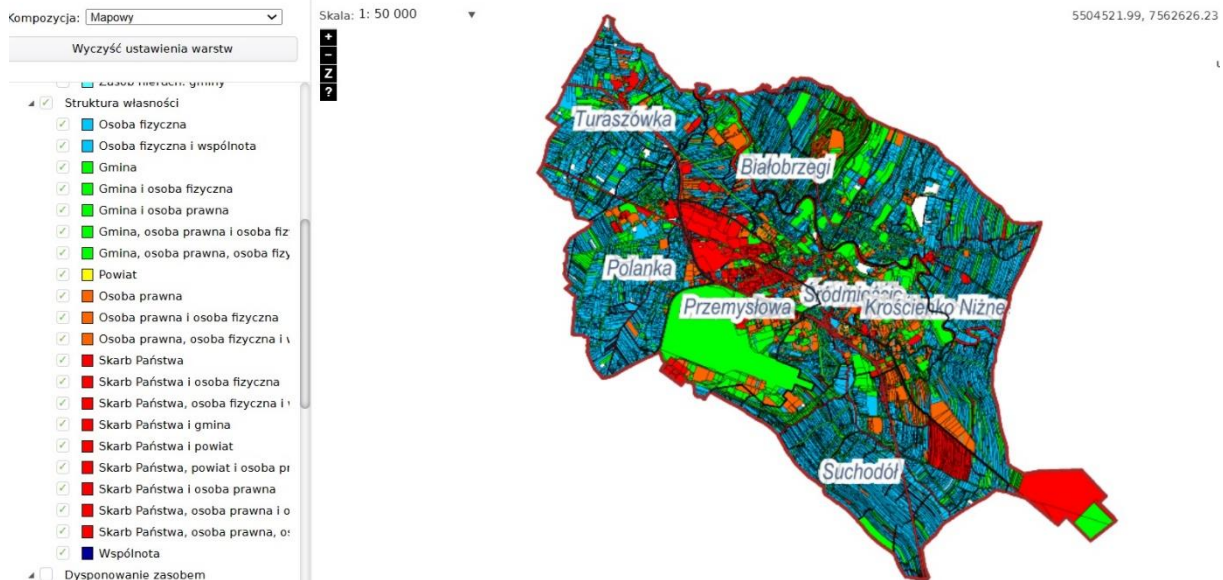 Kompozycja: Mapowy
Wyczyść ustawienia warstw
Zasób nieruch. gminy
Struktura własności
Osoba fizyczna
Osoba fizyczna i wspólnota
Gmina
Gmina i osoba fizyczna
Gmina i osoba prawna
Gmina, osoba prawna i osoba fiz
Gmina, osoba prawna, osoba fizy
Powiat
Osoba prawna
Osoba prawna i osoba fizyczna
Osoba prawna, osoba fizyczna i w
Skarb Państwa
Skarb Państwa i osoba fizyczna
Skarb Państwa, osoba fizyczna i
Skarb Państwa i gmina
Skarb Państwa i powiat
Skarb Państwa, powiat i osoba pr
Skarb Państwa i osoba prawna
Skarb Państwa, osoba prawna i o
Skarb Państwa, osoba prawna, os
Wspólnota
Dysponowanie zasobem
Skala: 1: 50 000
+
−
Z
?
5504521.99, 7562626.23
u
Turaszówka
Białobrzegi
Polanka
Przemysłowa
Śródmieście
Krościenko Niżne
Suchodół